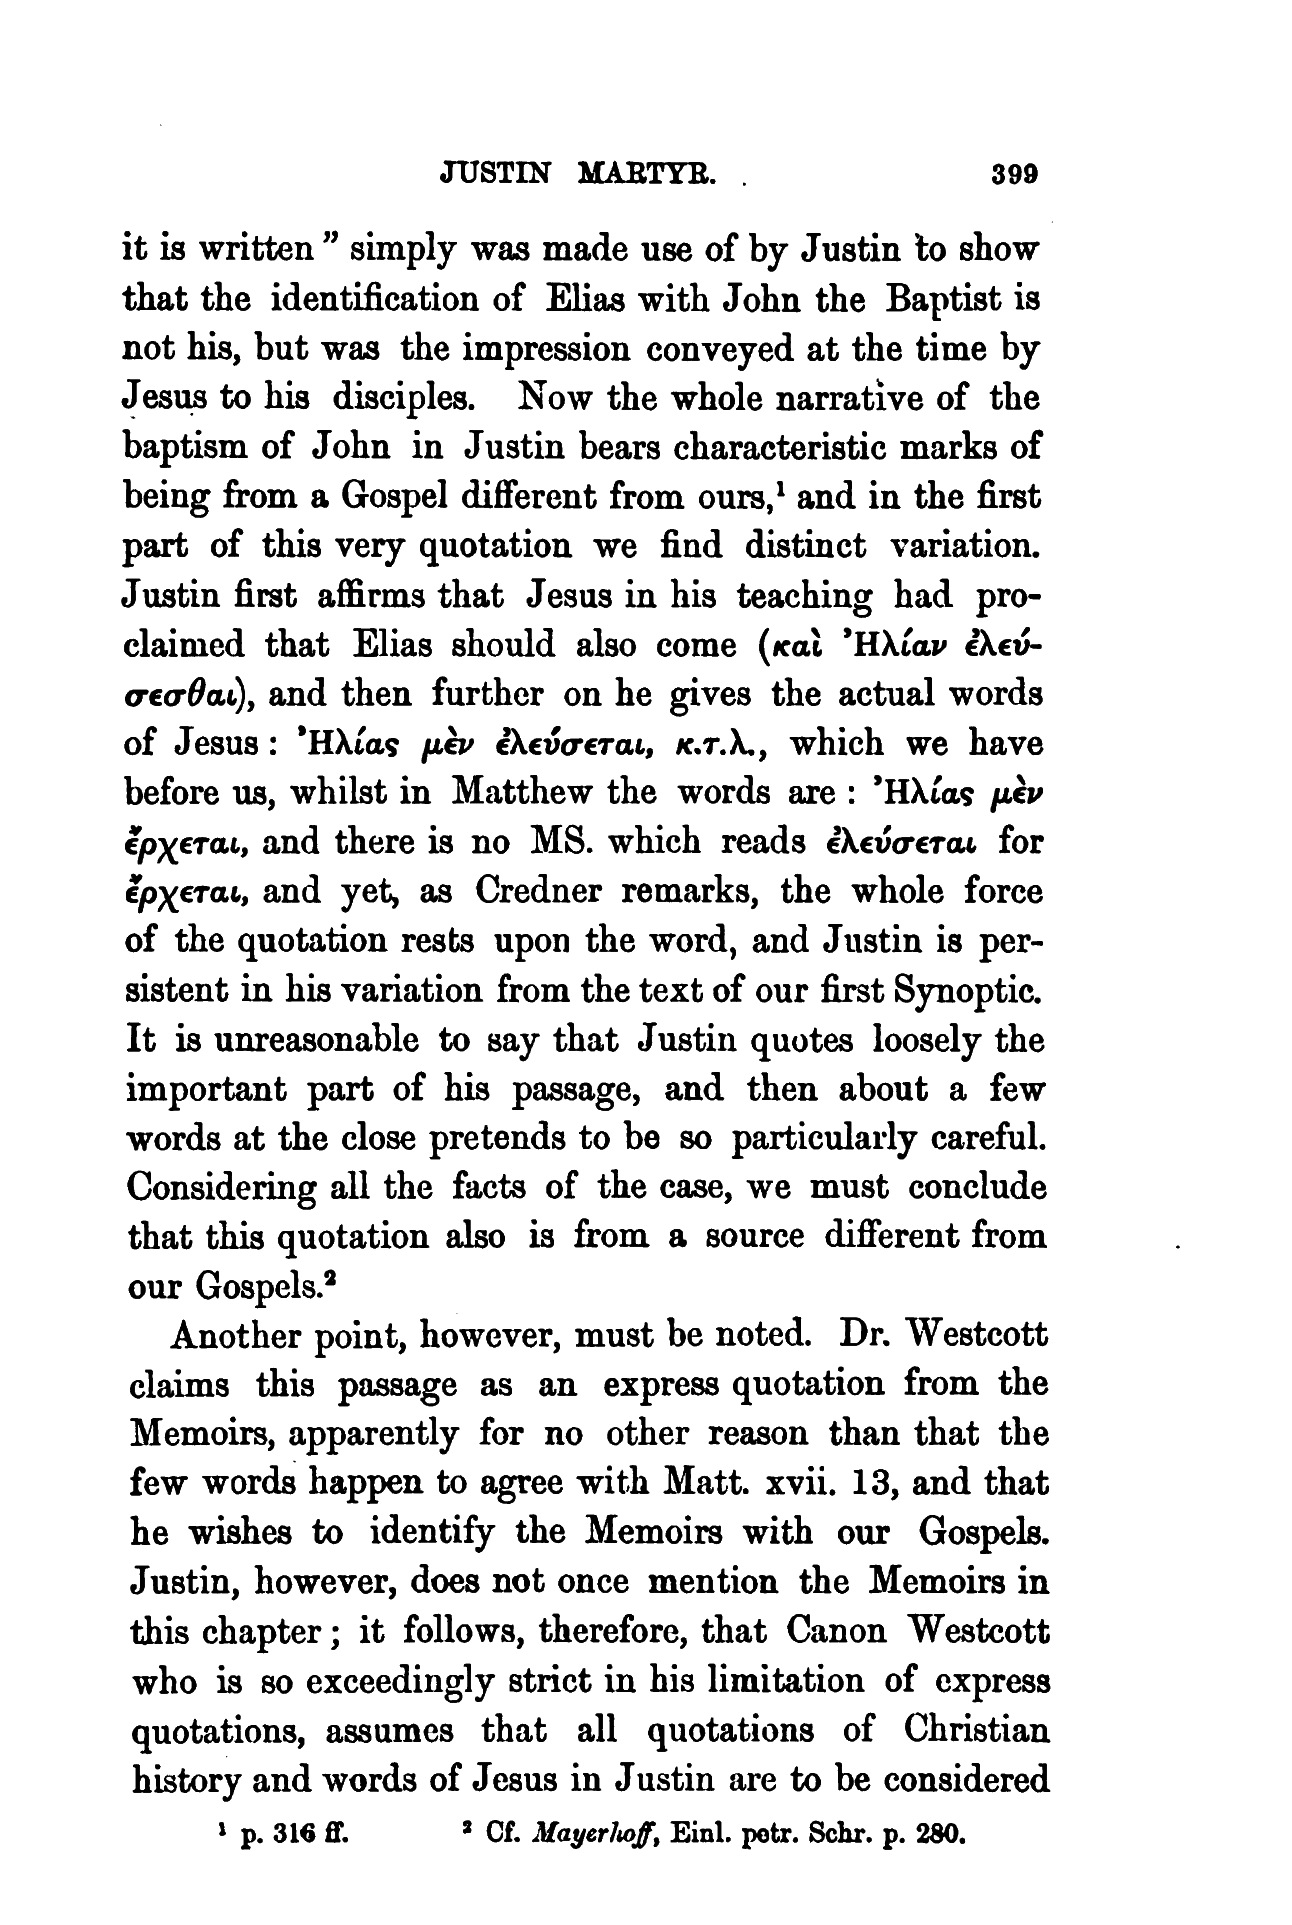 JUSTIN MARTYR. 399
it is written” simply was made use of by Justin to show
that the identification of Elias with John the Baptist is
not his, but was the impression conveyed at the time by
Jesus to his disciples. Now the whole narrative of the
baptism of John in Justin bears characteristic marks of
being from a Gospel different from ours,¹ and in the first
part of this very quotation we find distinct variation.
Justin first affirms that Jesus in his teaching had pro-
claimed that Elias should also come (καὶ Ἠλίαν ἐλεύ-
σεσθαι), and then further on he gives the actual words
of Jesus : Ἠλίας μὲν ἐλεύσεται, κ.τ.λ., which we have
before us, whilst in Matthew the words are : Ἠλίας μὲν
ἔρχεται, and there is no MS. which reads ἐλεύσεται for
ἔρχεται, and yet, as Credner remarks, the whole force
of the quotation rests upon the word, and Justin is per-
sistent in his variation from the text of our first Synoptic.
It is unreasonable to say that Justin quotes loosely the
important part of his passage, and then about a few
words at the close pretends to be so particularly careful.
Considering all the facts of the case, we must conclude
that this quotation also is from a source different from
our Gospels.²
Another point, however, must be noted. Dr. Westcott
claims this passage as an express quotation from the
Memoirs, apparently for no other reason than that the
few words happen to agree with Matt. xvii. 13, and that
he wishes to identify the Memoirs with our Gospels.
Justin, however, does not once mention the Memoirs in
this chapter ; it follows, therefore, that Canon Westcott
who is so exceedingly strict in his limitation of express
quotations, assumes that all quotations of Christian
history and words of Jesus in Justin are to be considered
¹ p. 316 ff. ² Cf. Mayerhoff, Einl. petr. Schr. p. 280.